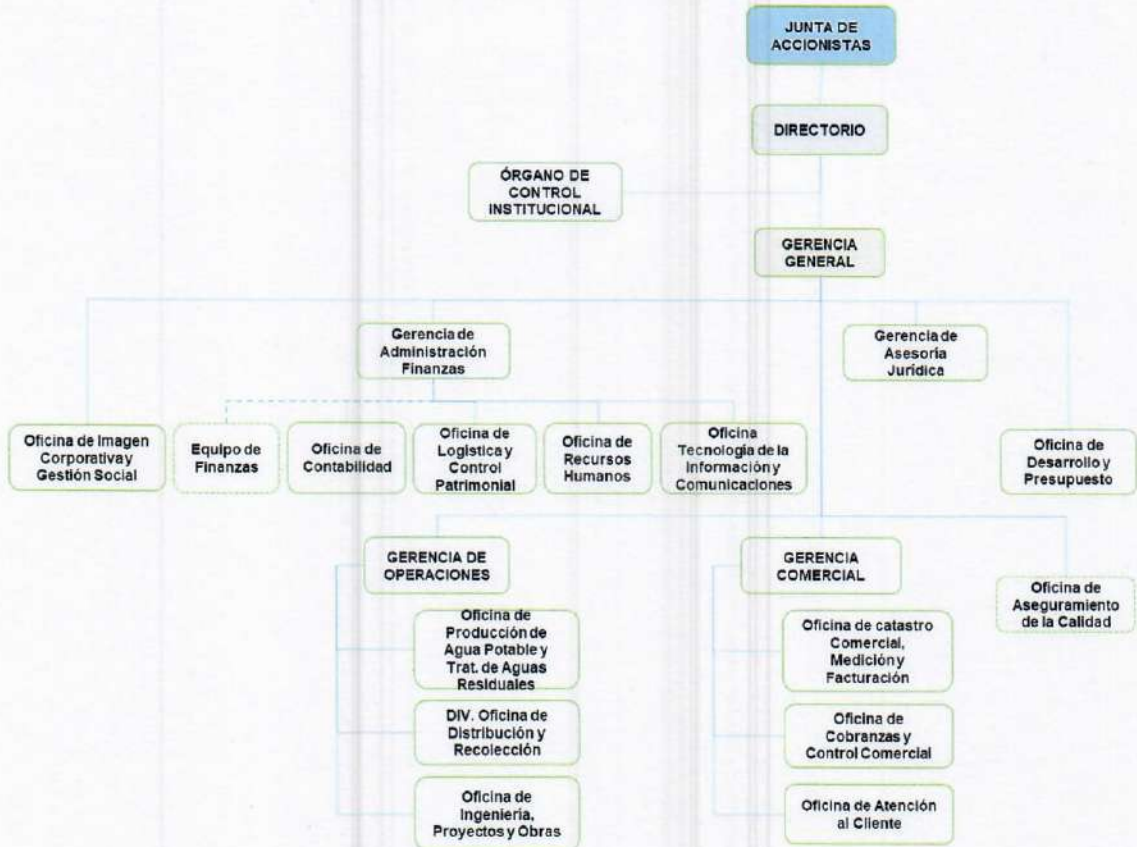 JUNTA DE
ACCIONISTAS
DIRECTORIO
ÓRGANO DE
CONTROL
INSTITUCIONAL
GERENCIA
GENERAL
Gerencia de
Administración
Finanzas
Gerencia de
Asesoría
Jurídica
Oficina de Imagen
Corporativa y
Gestión Social
Equipo de
Finanzas
Oficina de
Contabilidad
Oficina de
Logística y
Control
Patrimonial
Oficina de
Recursos
Humanos
Oficina
Tecnología de la
Información y
Comunicaciones
Oficina de
Desarrollo y
Presupuesto
GERENCIA DE
OPERACIONES
GERENCIA
COMERCIAL
Oficina de
Aseguramiento
de la Calidad
Oficina de
Producción de
Agua Potable y
Trat. de Aguas
Residuales
Oficina de catastro
Comercial,
Medición y
Facturación
DIV. Oficina de
Distribución y
Recolección
Oficina de
Cobranzas y
Control Comercial
Oficina de
Ingeniería,
Proyectos y Obras
Oficina de Atención
al Cliente